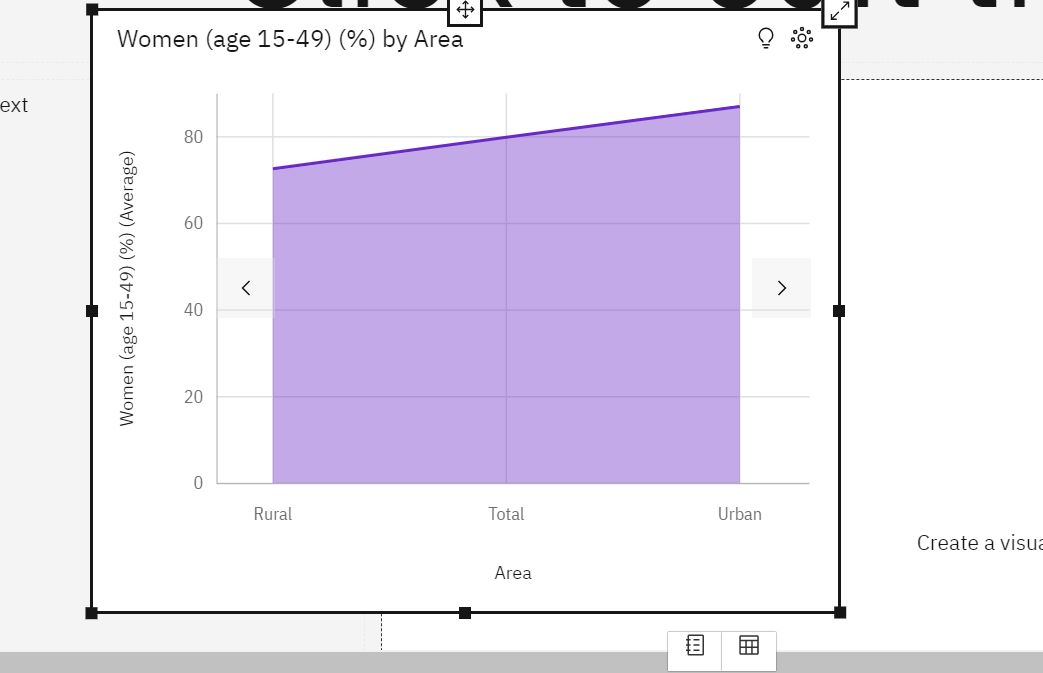 ext
Women (age 15-49) (%) by Area
Women (age 15-49) (%) (Average)
80
60
40
20
0
Rural Total Urban
Area
Create a visua